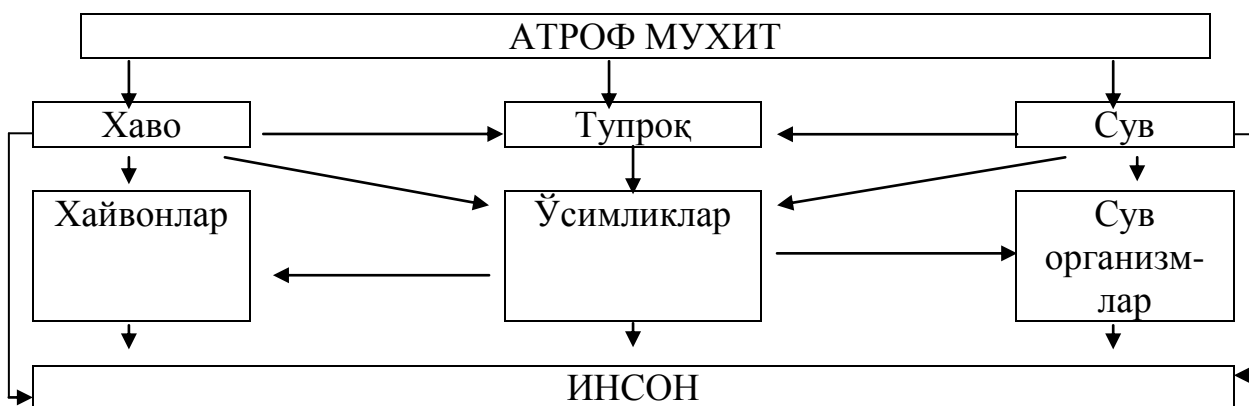 АТРОФ МУХИТ
Хаво
Тупроқ
Сув
Хайвонлар
Ўсимликлар
Сув
организм-
лар
ИНСОН